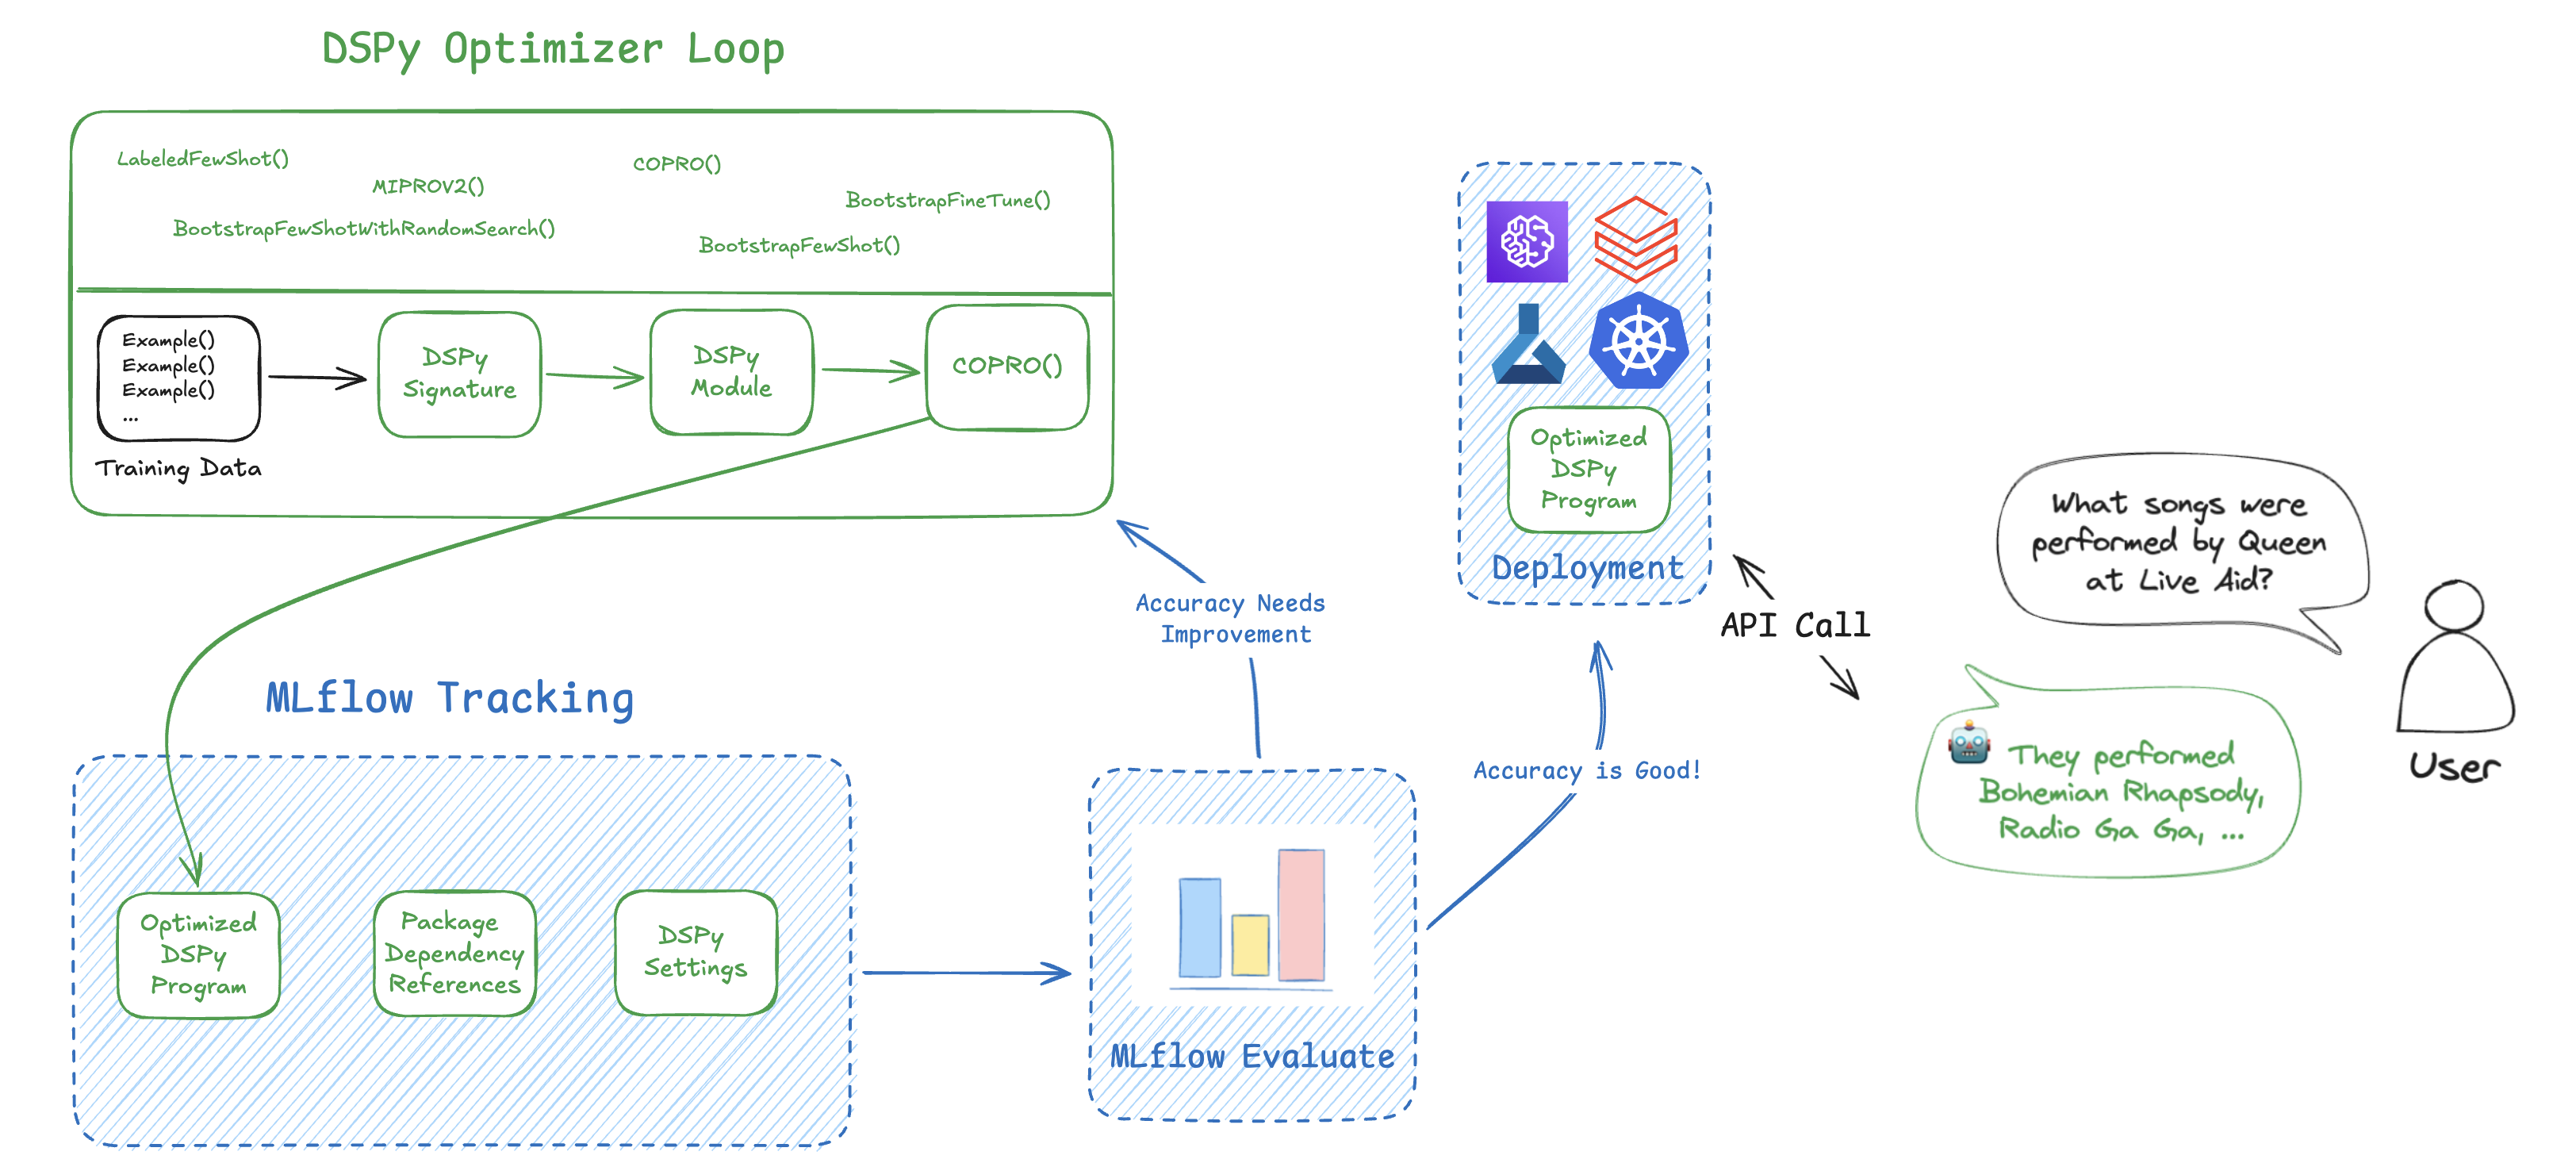 DSPy Optimizer Loop
LabeledFewShot()
MIPROV2()
COPRO()
BootstrapFineTune()
BootstrapFewShotWithRandomSearch()
BootstrapFewShot()
Example()
Example()
Example()
...
Training Data
DSPy
Signature
DSPy
Module
COPRO()
MLflow Tracking
Optimized
DSPy
Program
Package
Dependency
References
DSPy
Settings
Accuracy Needs
Improvement
MLflow Evaluate
Accuracy is Good!
Optimized
DSPy
Program
Deployment
API Call
What songs were
performed by Queen
at Live Aid?
They performed
Bohemian Rhapsody,
Radio Ga Ga, ...
User